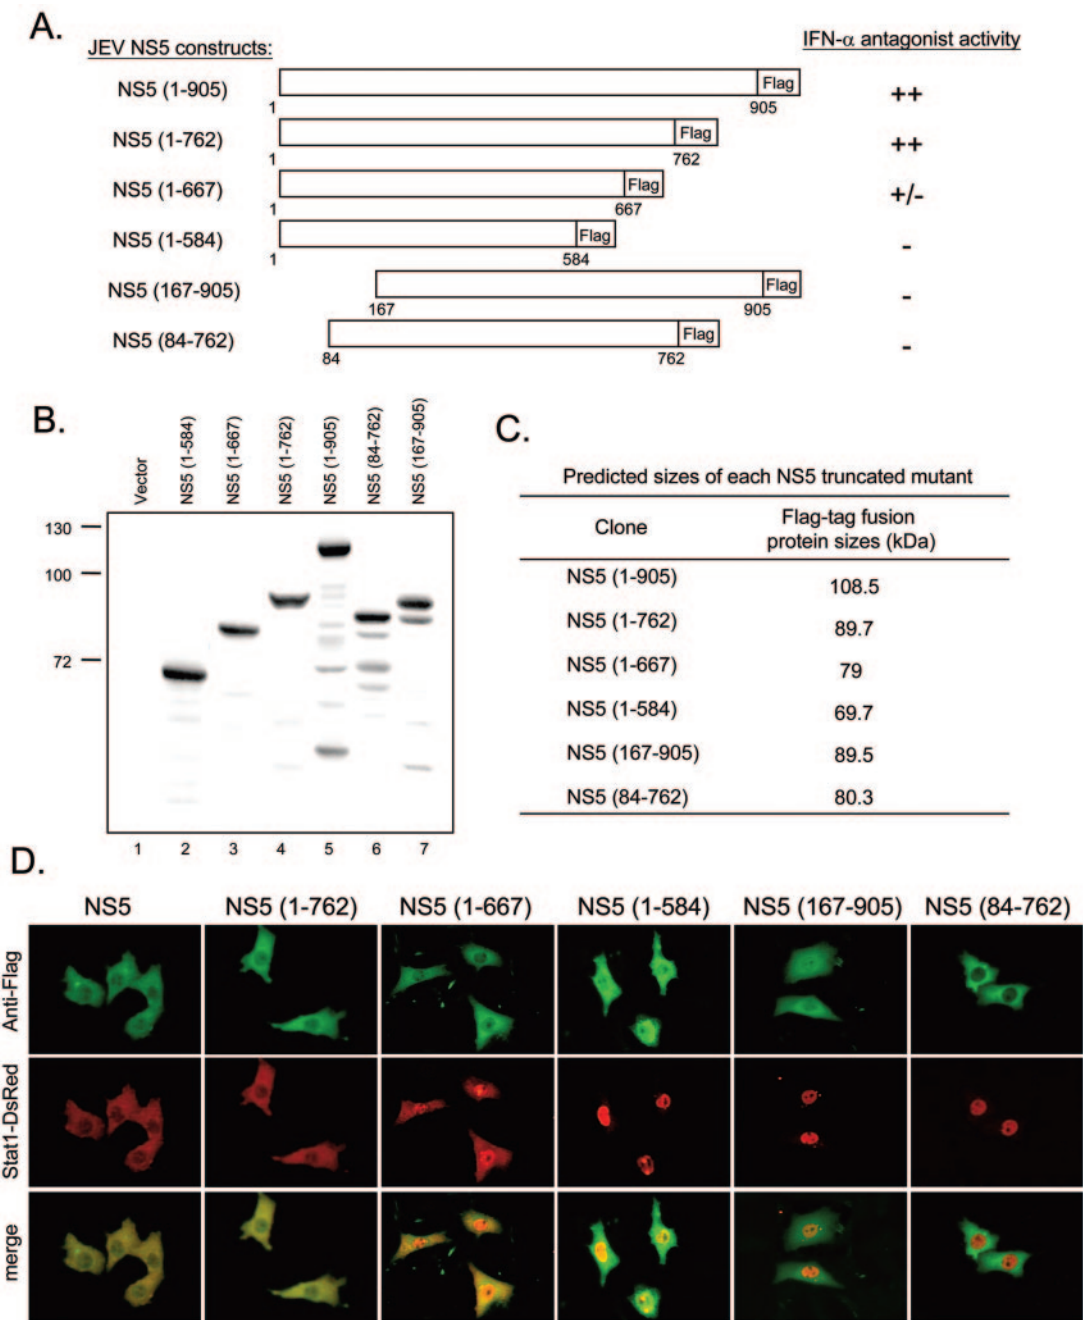 A.
JEV NS5 constructs:
IFN-α antagonist activity
NS5 (1-905)
Flag
1
905
++
NS5 (1-762)
Flag
1
762
++
NS5 (1-667)
Flag
1
667
+/-
NS5 (1-584)
Flag
1
584
-
NS5 (167-905)
Flag
167
905
-
NS5 (84-762)
Flag
84
762
-
B.
Vector
NS5 (1-584)
NS5 (1-667)
NS5 (1-762)
NS5 (1-905)
NS5 (84-762)
NS5 (167-905)
130
100
72
1 2 3 4 5 6 7
C.
Predicted sizes of each NS5 truncated mutant
Clone
Flag-tag fusion
protein sizes (kDa)
NS5 (1-905) 108.5
NS5 (1-762) 89.7
NS5 (1-667) 79
NS5 (1-584) 69.7
NS5 (167-905) 89.5
NS5 (84-762) 80.3
D.
NS5 NS5 (1-762) NS5 (1-667) NS5 (1-584) NS5 (167-905) NS5 (84-762)
Anti-Flag
Stat1-DsRed
merge